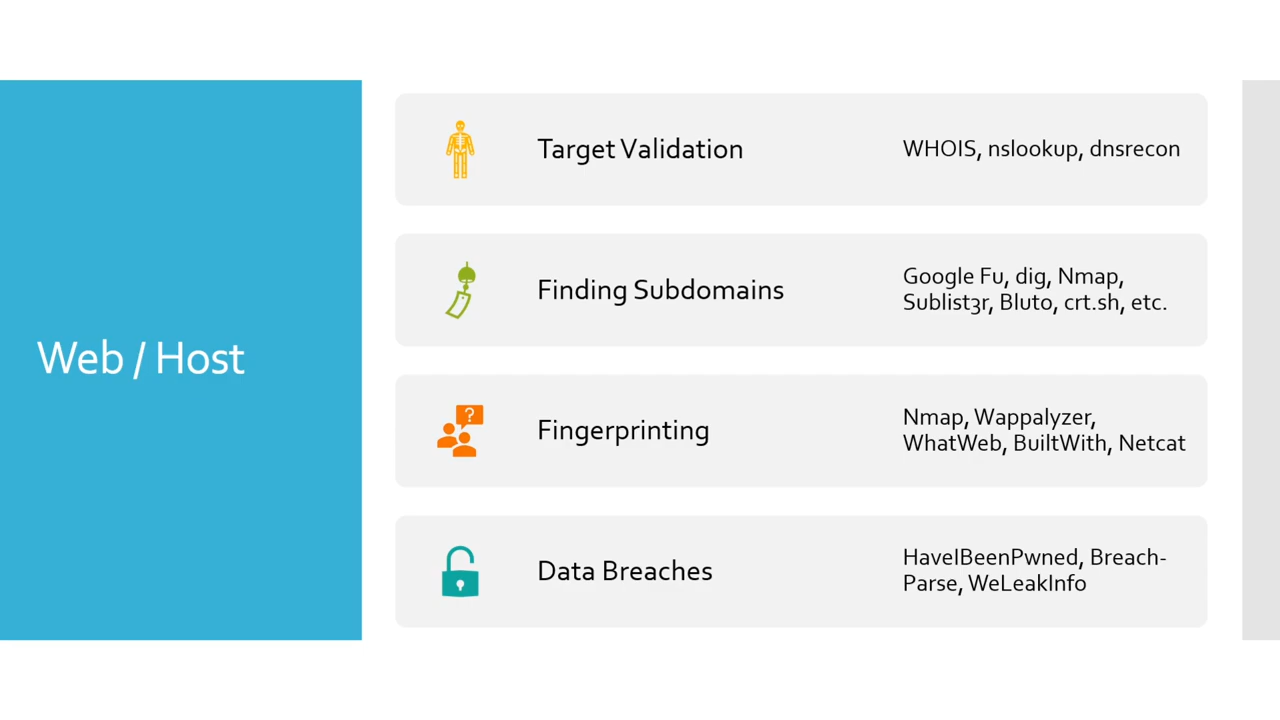 Web / Host
Target Validation
WHOIS, nslookup, dnsrecon
Finding Subdomains
Google Fu, dig, Nmap,
Sublist3r, Bluto, crt.sh, etc.
?
Fingerprinting
Nmap, Wappalyzer,
WhatWeb, BuiltWith, Netcat
Data Breaches
HaveIBeenPwned, Breach-
Parse, WeLeakInfo